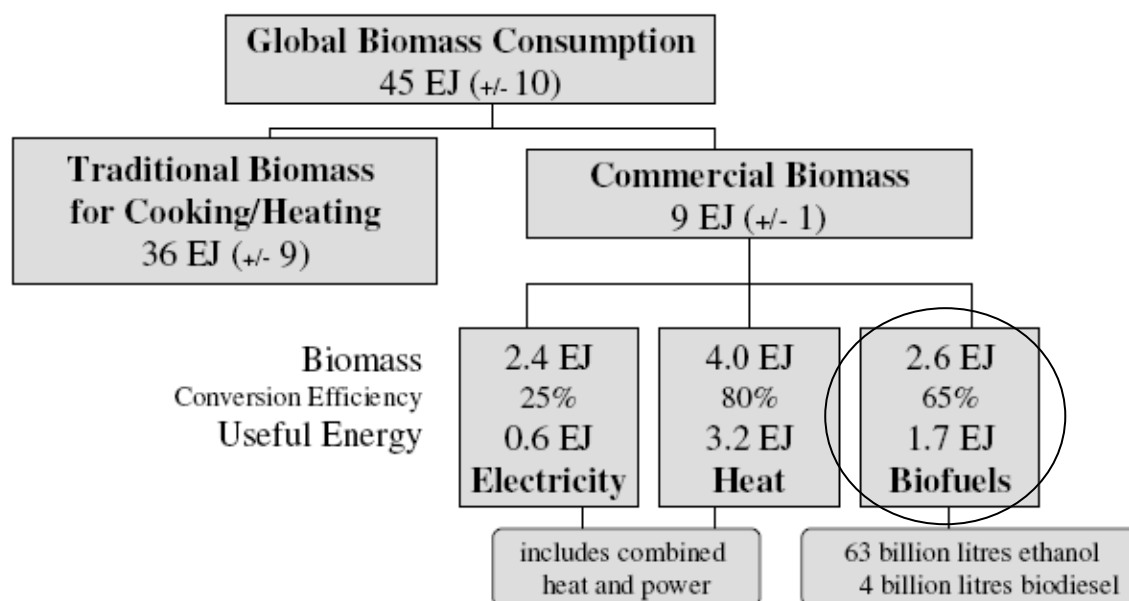 Global Biomass Consumption
45 EJ (+/- 10)
Traditional Biomass
for Cooking/Heating
36 EJ (+/- 9)
Commercial Biomass
9 EJ (+/- 1)
Biomass 2.4 EJ 4.0 EJ 2.6 EJ
Conversion Efficiency 25% 80% 65%
Useful Energy 0.6 EJ 3.2 EJ 1.7 EJ
Electricity Heat Biofuels
includes combined
heat and power
63 billion litres ethanol
4 billion litres biodiesel